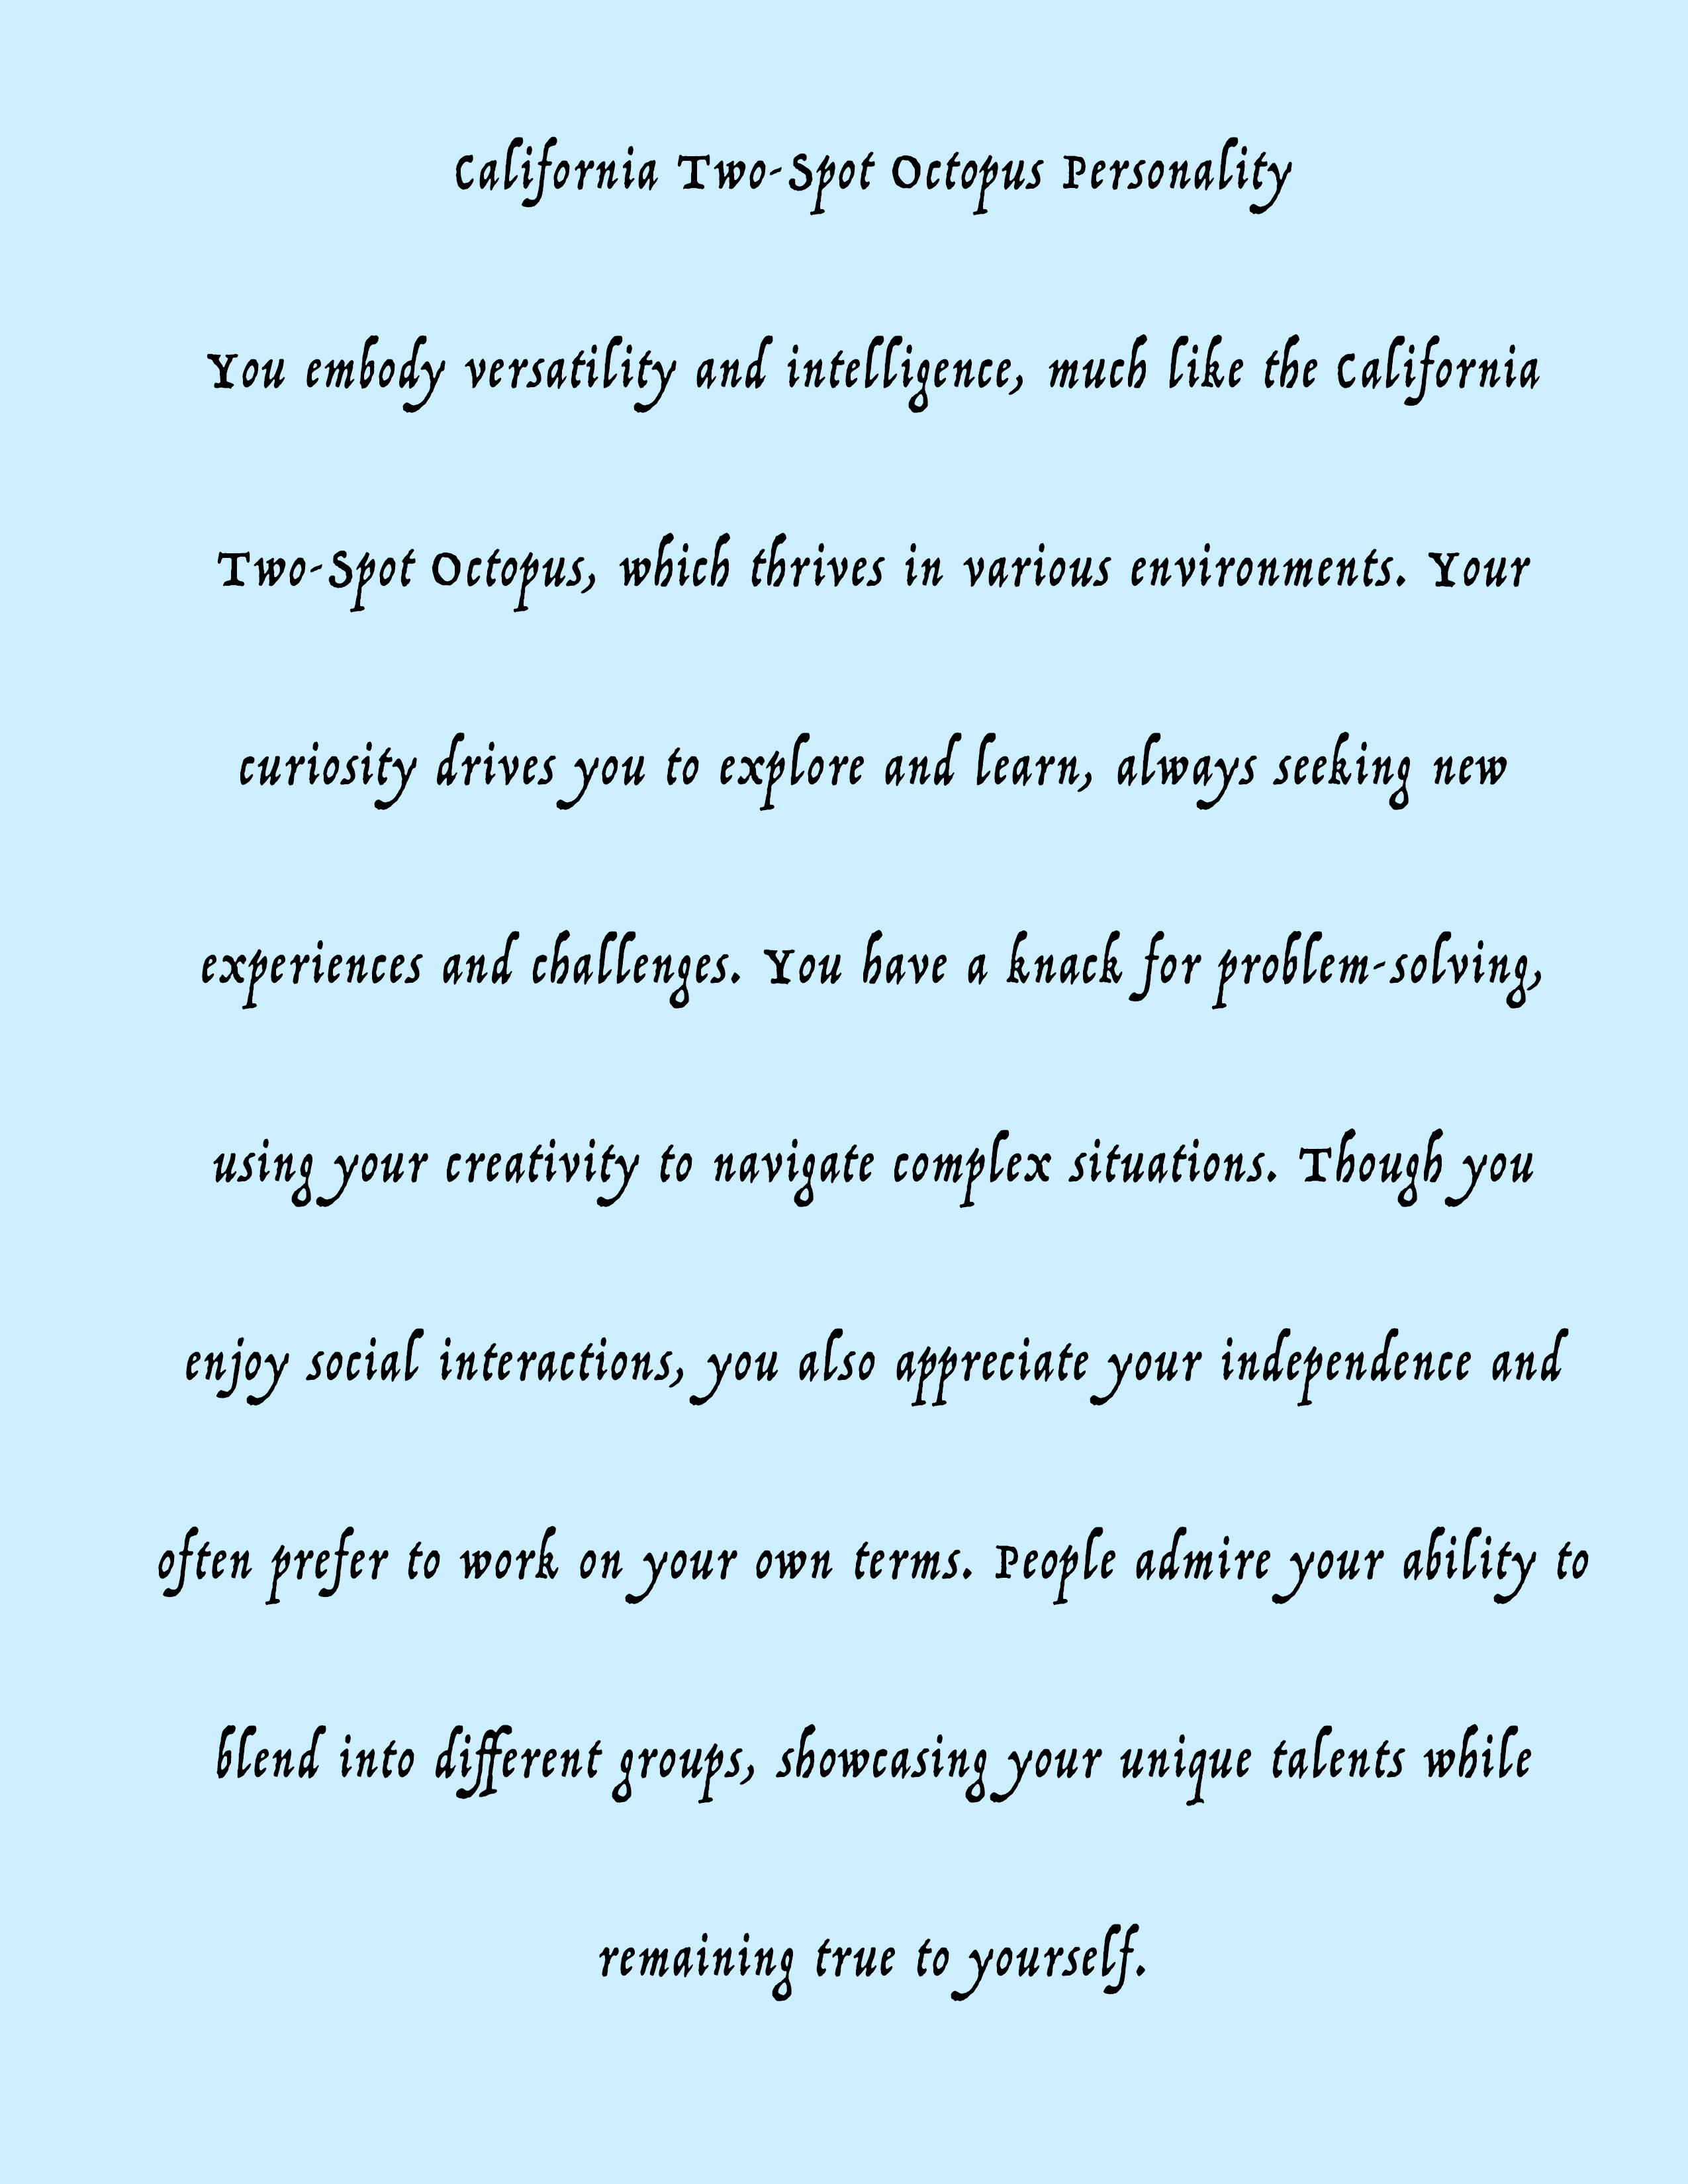 California Two-Spot Octopus Personality
You embody versatility and intelligence, much like the California
Two-Spot Octopus, which thrives in various environments. Your
curiosity drives you to explore and learn, always seeking new
experiences and challenges. You have a knack for problem-solving,
using your creativity to navigate complex situations. Though you
enjoy social interactions, you also appreciate your independence and
often prefer to work on your own terms. People admire your ability to
blend into different groups, showcasing your unique talents while
remaining true to yourself.